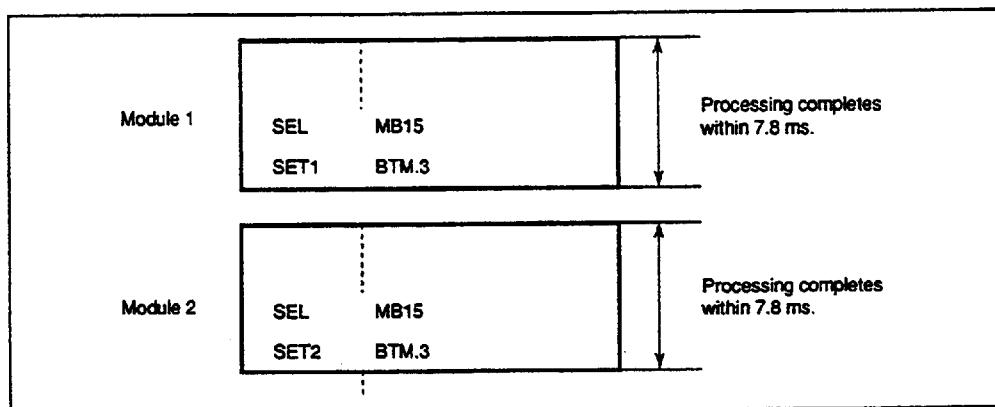 Module 1
SEL MB15
SET1 BTM.3
Processing completes
within 7.8 ms.
Module 2
SEL MB15
SET2 BTM.3
Processing completes
within 7.8 ms.